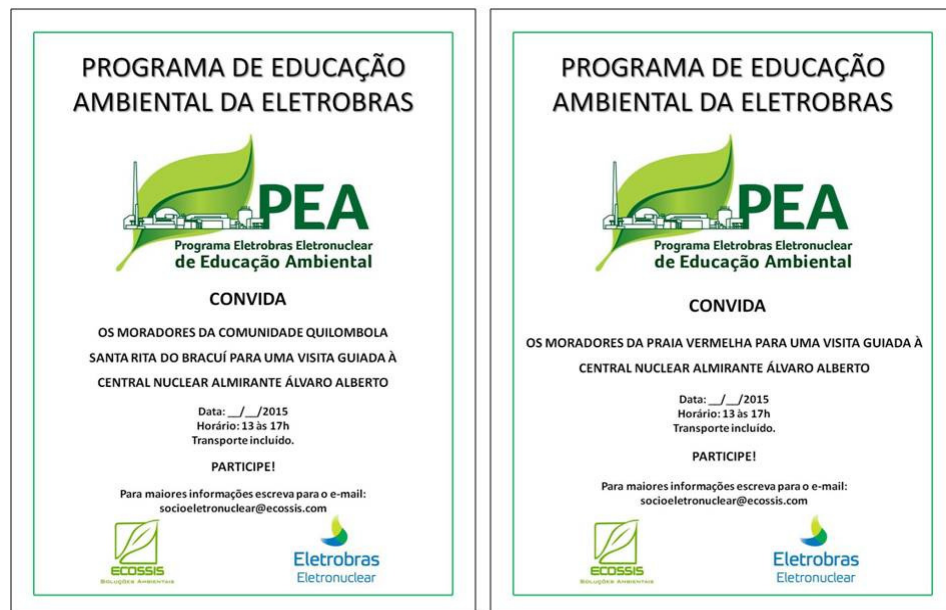 PROGRAMA DE EDUCAÇÃO
AMBIENTAL DA ELETROBRAS
PEA
Programa Eletrobras Eletronuclear
de Educação Ambiental
CONVIDA
OS MORADORES DA COMUNIDADE QUILOMBOLA
SANTA RITA DO BRACUÍ PARA UMA VISITA GUIADA À
CENTRAL NUCLEAR ALMIRANTE ÁLVARO ALBERTO
Data: __/__/2015
Horário: 13 às 17h
Transporte incluído.
PARTICIPE!
Para maiores informações escreva para o e-mail:
socioeletronuclear@ecossis.com
ECOSSIS
SOLUÇÕES AMBIENTAIS
Eletrobras
Eletronuclear
PROGRAMA DE EDUCAÇÃO
AMBIENTAL DA ELETROBRAS
PEA
Programa Eletrobras Eletronuclear
de Educação Ambiental
CONVIDA
OS MORADORES DA PRAIA VERMELHA PARA UMA VISITA GUIADA À
CENTRAL NUCLEAR ALMIRANTE ÁLVARO ALBERTO
Data: __/__/2015
Horário: 13 às 17h
Transporte incluído.
PARTICIPE!
Para maiores informações escreva para o e-mail:
socioeletronuclear@ecossis.com
ECOSSIS
SOLUÇÕES AMBIENTAIS
Eletrobras
Eletronuclear